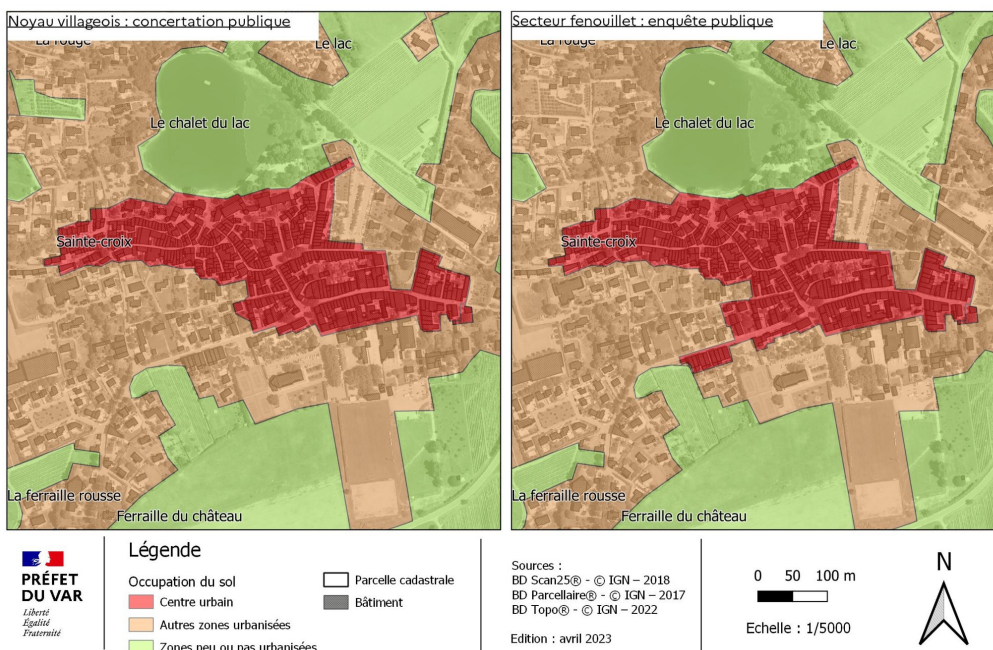 Noyau villageois : concertation publique
La rouge
Le lac
Le chalet du lac
Sainte-croix
La ferraille rousse
Ferraille du château
Secteur fenouillet : enquête publique
La rouge
Le lac
Le chalet du lac
Sainte-croix
La ferraille rousse
Ferraille du château
PRÉFET
DU VAR
Liberté
Égalité
Fraternité
Légende
Occupation du sol
Centre urbain
Autres zones urbanisées
Zones peu ou pas urbanisées
Parcelle cadastrale
Bâtiment
Sources :
BD Scan25® - © IGN – 2018
BD Parcellaire® - © IGN – 2017
BD Topo® - © IGN – 2022
Edition : avril 2023
0 50 100 m
Echelle : 1/5000
N